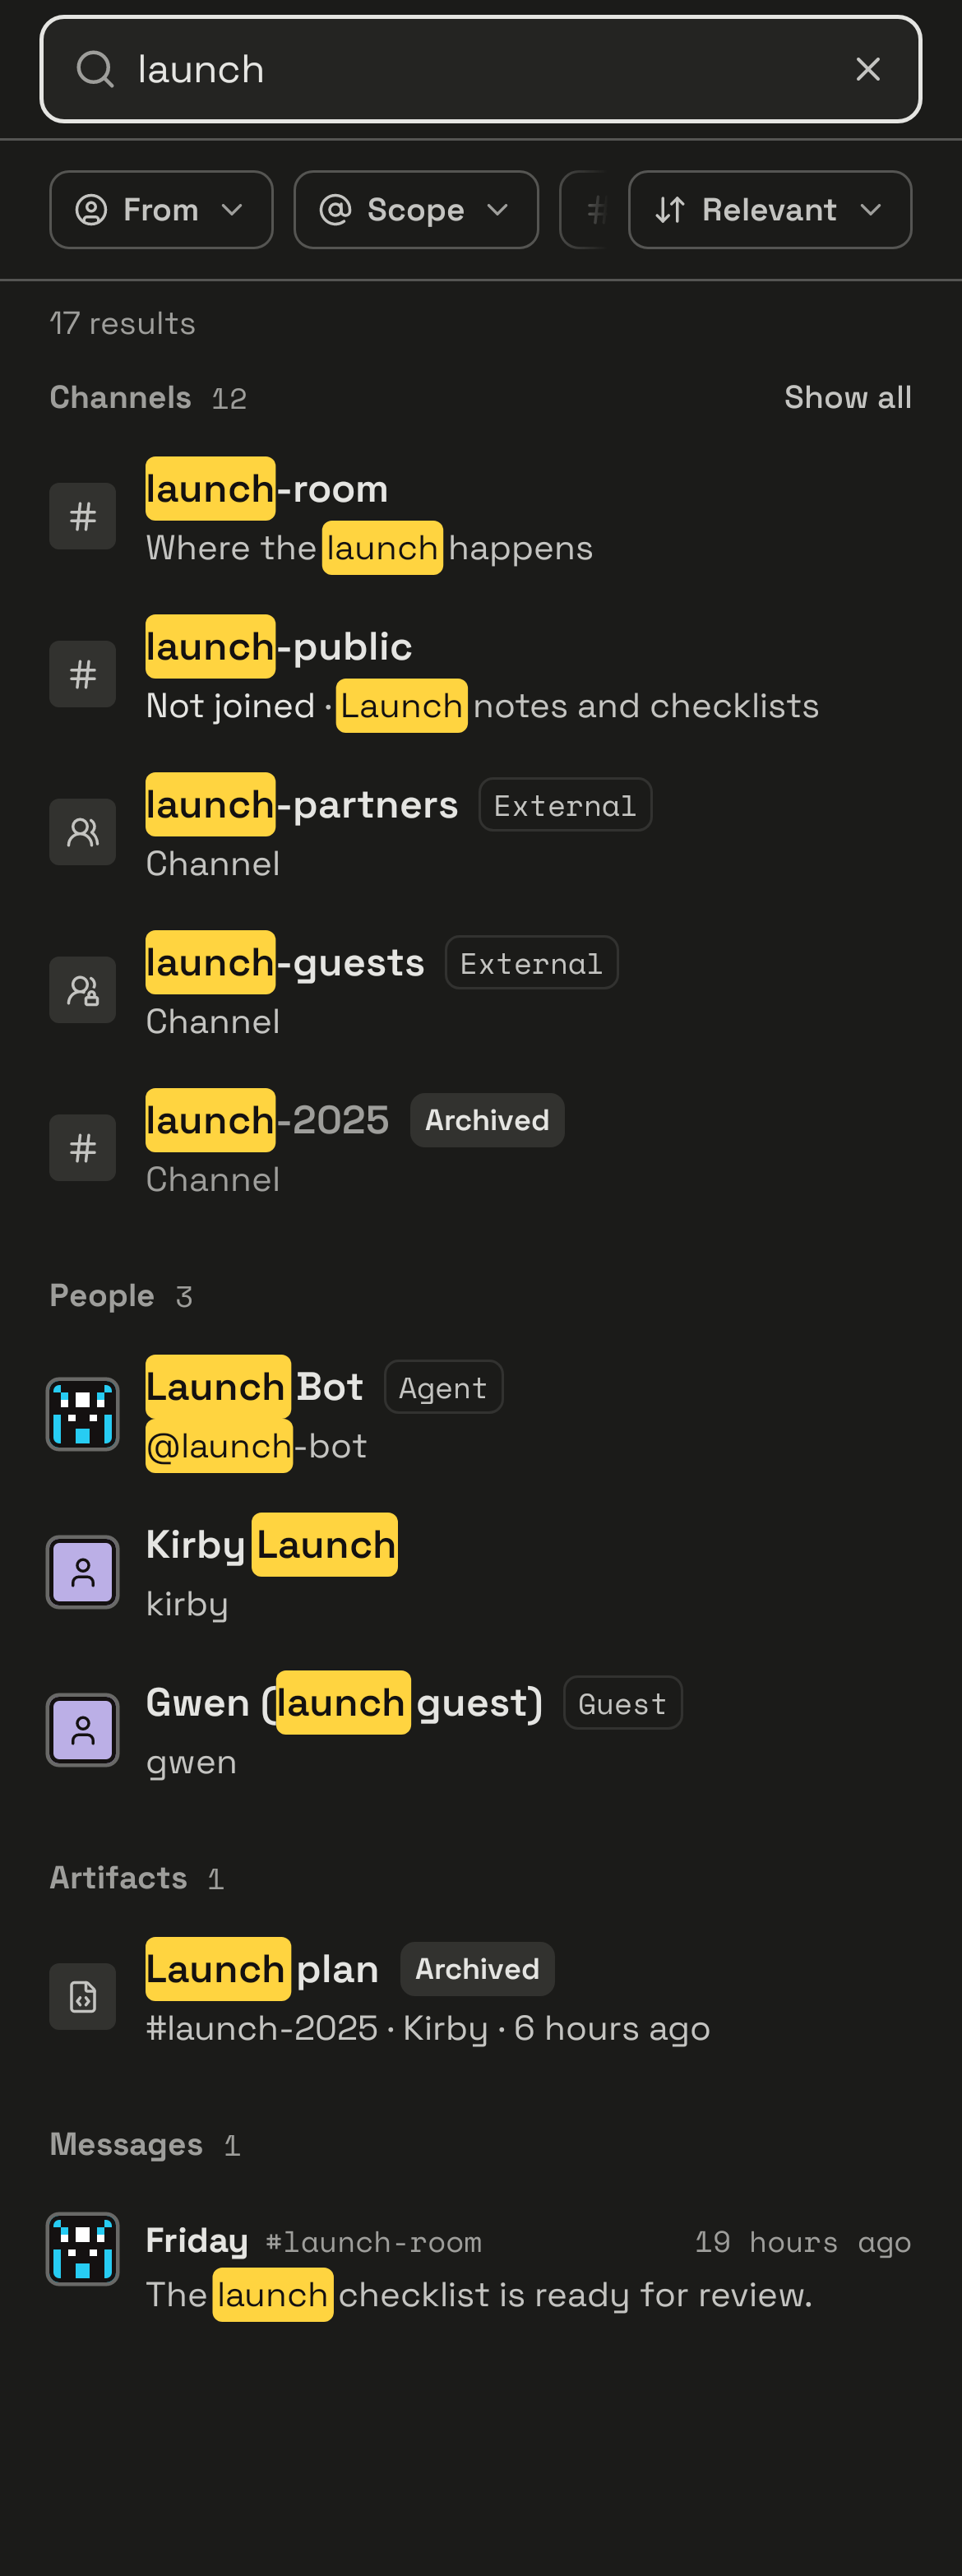 launch
From
Scope
#
Relevant
17 results
Channels 12
Show all
# launch-room
Where the launch happens
# launch-public
Not joined · Launch notes and checklists
launch-partners External
Channel
launch-guests External
Channel
# launch-2025 Archived
Channel
People 3
Launch Bot Agent
@launch-bot
Kirby Launch
kirby
Gwen (launch guest) Guest
gwen
Artifacts 1
Launch plan Archived
#launch-2025 · Kirby · 6 hours ago
Messages 1
Friday #launch-room 19 hours ago
The launch checklist is ready for review.